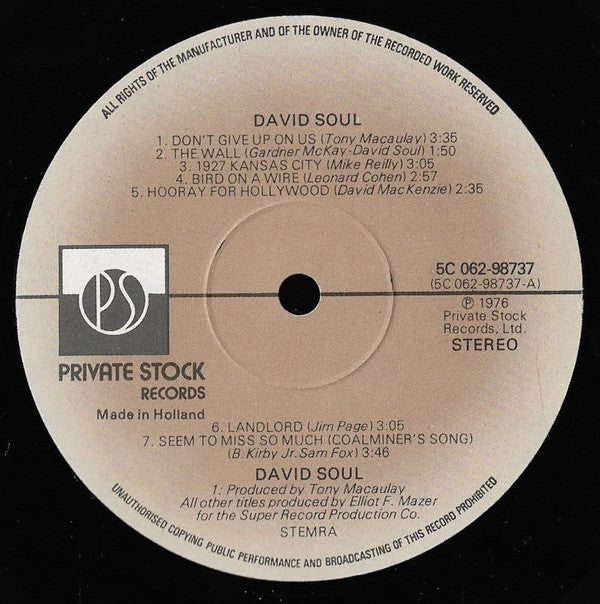 ALL RIGHTS OF THE MANUFACTURER AND OF THE OWNER OF THE RECORDED WORK RESERVED
DAVID SOUL
1. DON'T GIVE UP ON US (Tony Macaulay) 3:35
2. THE WALL (Gardner McKay-David Soul) 1:50
3. 1927 KANSAS CITY (Mike Reilly) 3:05
4. BIRD ON A WIRE (Leonard Cohen) 2:57
5. HOORAY FOR HOLLYWOOD (David MacKenzie) 2:35
PS
PRIVATE STOCK
RECORDS
Made in Holland
5C 062-98737
(5C 062-98737-A)
℗ 1976
Private Stock
Records, Ltd.
STEREO
6. LANDLORD (Jim Page) 3:05
7. SEEM TO MISS SO MUCH (COALMINER'S SONG)
(B. Kirby Jr. Sam Fox) 3:46
DAVID SOUL
1: Produced by Tony Macaulay
All other titles produced by Elliot F. Mazer
for the Super Record Production Co.
STEMRA
UNAUTHORISED COPYING PUBLIC PERFORMANCE AND BROADCASTING OF THIS RECORD PROHIBITED